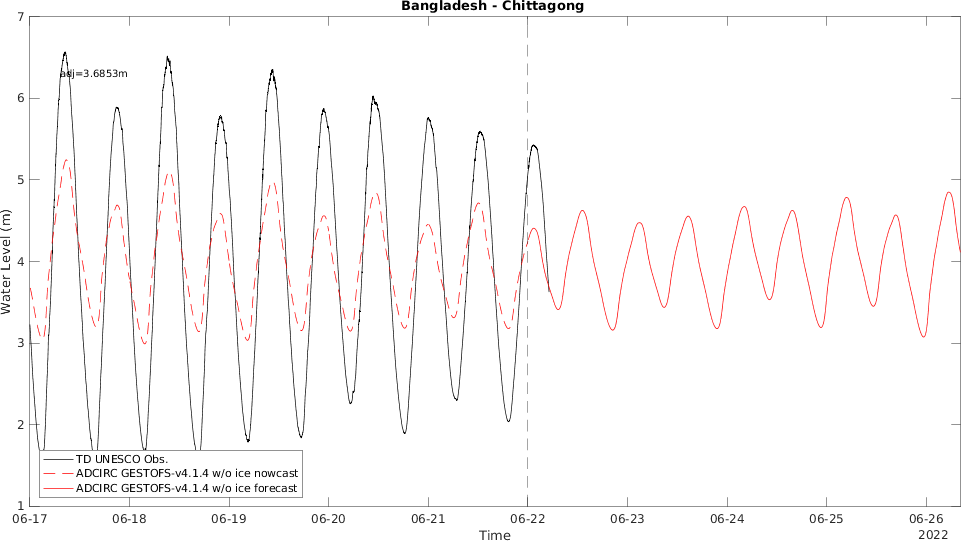 Bangladesh - Chittagong
7
adj=3.6853m
6
5
4
3
2
1
Water Level (m)
TD UNESCO Obs.
ADCIRC GESTOFS-v4.1.4 w/o ice nowcast
ADCIRC GESTOFS-v4.1.4 w/o ice forecast
06-17 06-18 06-19 06-20 06-21 06-22 06-23 06-24 06-25 06-26
Time
2022